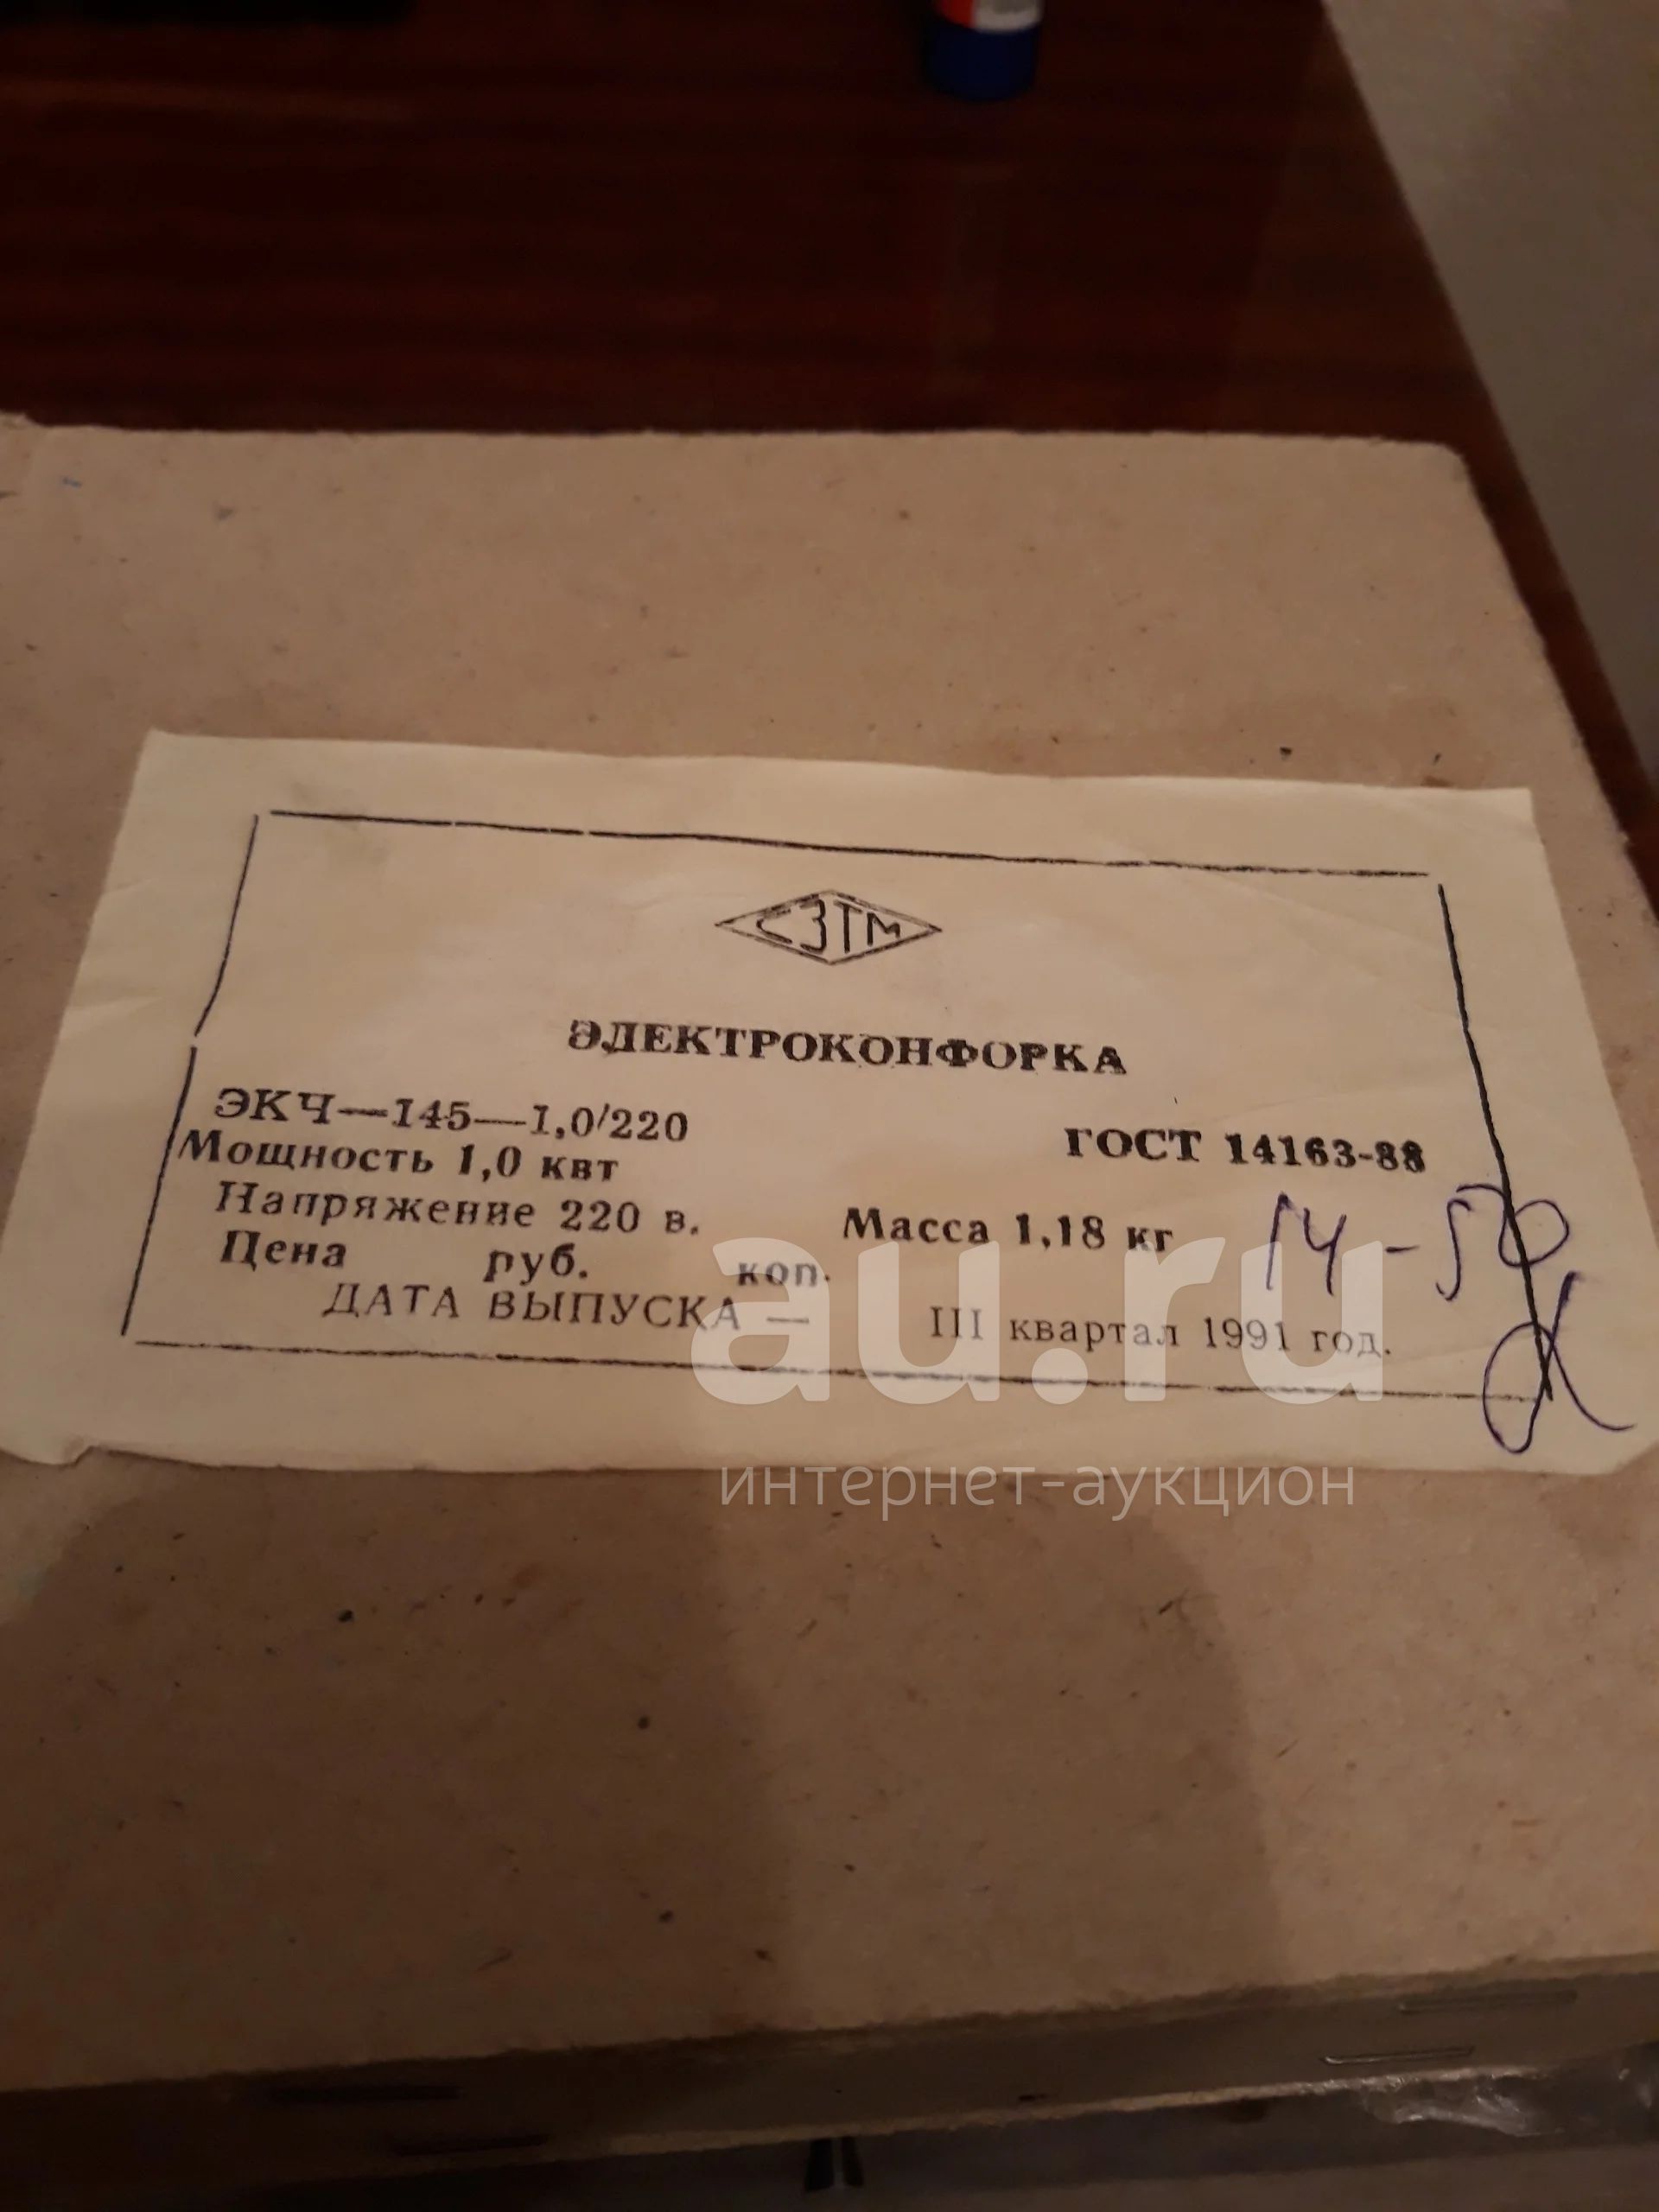 СЗТМ
ЭЛЕКТРОКОНФОРКА
ЭКЧ—145—1,0/220
ГОСТ 14163-88
Мощность 1,0 квт
Напряжение 220 в. Масса 1,18 кг 14-50
Цена руб. коп.
ДАТА ВЫПУСКА — III квартал 1991 год.
au.ru
интернет-аукцион